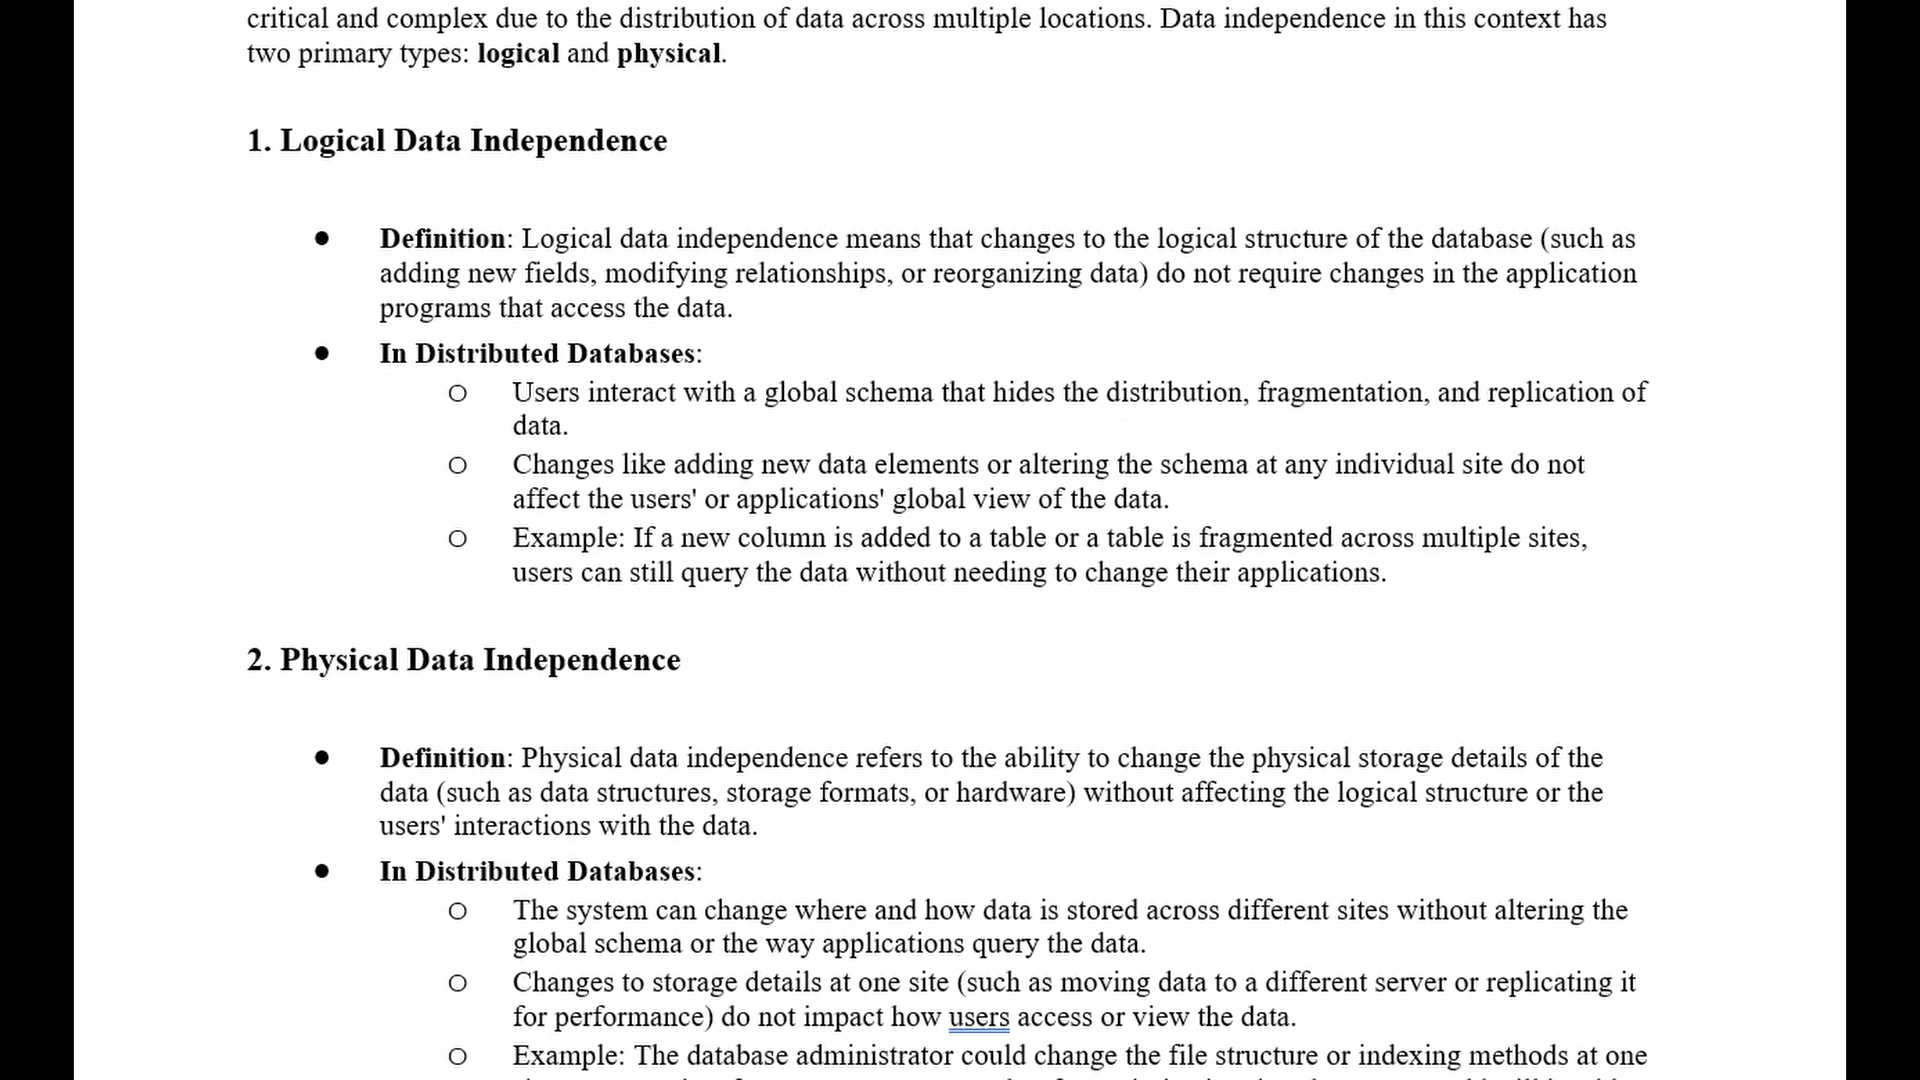 critical and complex due to the distribution of data across multiple locations. Data independence in this context has
two primary types: logical and physical.
1. Logical Data Independence
● Definition: Logical data independence means that changes to the logical structure of the database (such as
adding new fields, modifying relationships, or reorganizing data) do not require changes in the application
programs that access the data.
● In Distributed Databases:
○ Users interact with a global schema that hides the distribution, fragmentation, and replication of
data.
○ Changes like adding new data elements or altering the schema at any individual site do not
affect the users' or applications' global view of the data.
○ Example: If a new column is added to a table or a table is fragmented across multiple sites,
users can still query the data without needing to change their applications.
2. Physical Data Independence
● Definition: Physical data independence refers to the ability to change the physical storage details of the
data (such as data structures, storage formats, or hardware) without affecting the logical structure or the
users' interactions with the data.
● In Distributed Databases:
○ The system can change where and how data is stored across different sites without altering the
global schema or the way applications query the data.
○ Changes to storage details at one site (such as moving data to a different server or replicating it
for performance) do not impact how users access or view the data.
○ Example: The database administrator could change the file structure or indexing methods at one